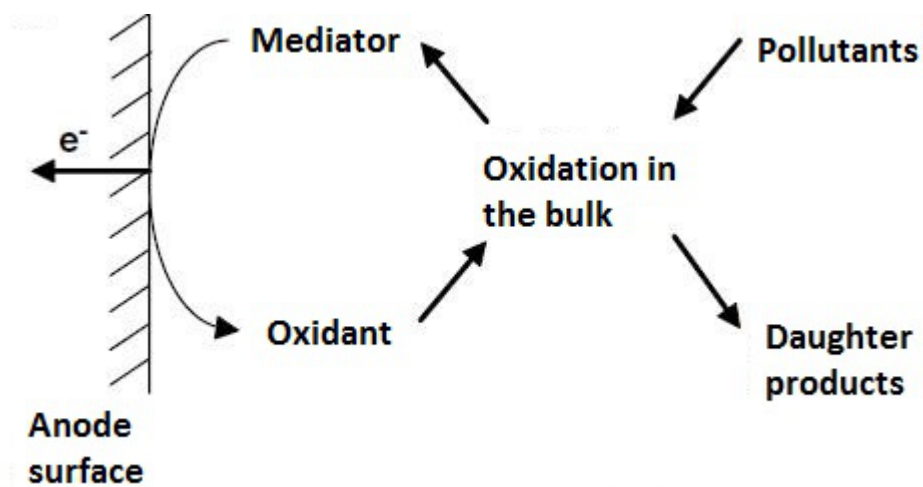 Mediator
Pollutants
e-
Oxidation in
the bulk
Oxidant
Daughter
products
Anode
surface